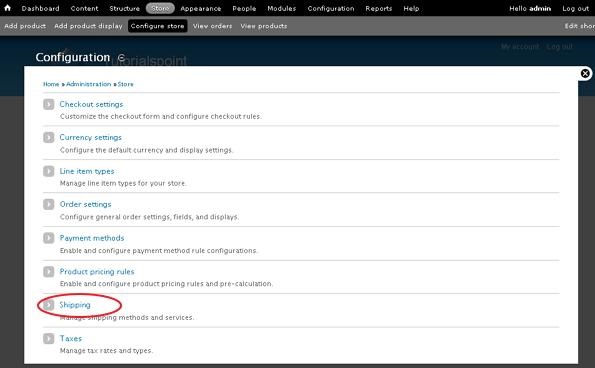 Dashboard Content Structure Store Appearance People Modules Configuration Reports Help Hello admin Log out
Add product Add product display Configure store View orders View products Edit shor
My account Log out
Configuration
Tutorialspoint
Home » Administration » Store
Checkout settings
Customize the checkout form and configure checkout rules.
Currency settings
Configure the default currency and display settings.
Line item types
Manage line item types for your store.
Order settings
Configure general order settings, fields, and displays.
Payment methods
Enable and configure payment method rule configurations.
Product pricing rules
Enable and configure product pricing rules and pre-calculation.
Shipping
Manage shipping methods and services.
Taxes
Manage tax rates and types.